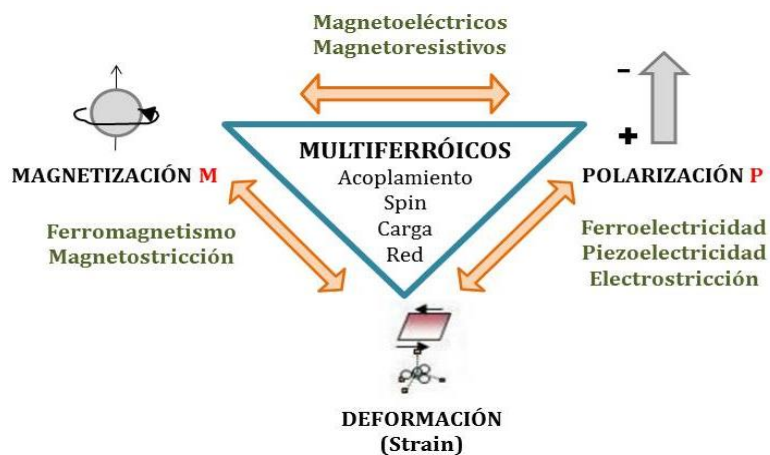 Magnetoeléctricos
Magnetoresistivos
MULTIFERRÓICOS
Acoplamiento
Spin
Carga
Red
MAGNETIZACIÓN M
Ferromagnetismo
Magnetostricción
-
+
POLARIZACIÓN P
Ferroelectricidad
Piezoelectricidad
Electrostricción
DEFORMACIÓN
(Strain)